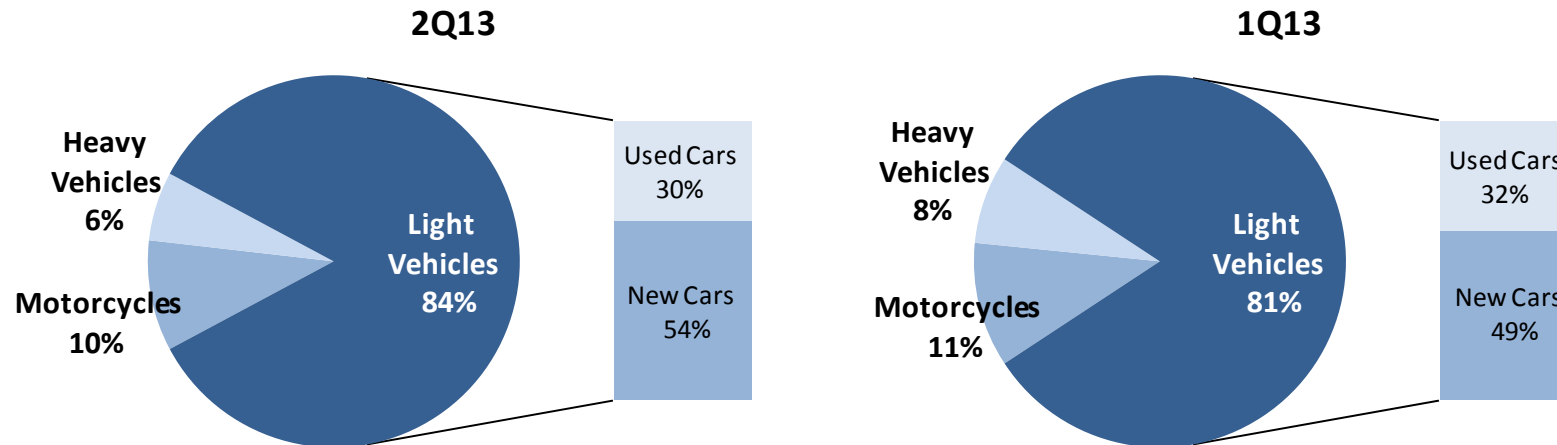 2Q13
Heavy
Vehicles
6%
Motorcycles
10%
Light
Vehicles
84%
Used Cars
30%
New Cars
54%
1Q13
Heavy
Vehicles
8%
Motorcycles
11%
Light
Vehicles
81%
Used Cars
32%
New Cars
49%